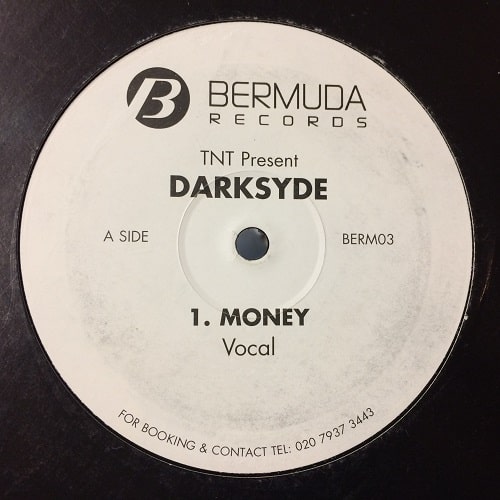 B BERMUDA
RECORDS
TNT Present
DARKSYDE
A SIDE
BERM03
1. MONEY
Vocal
FOR BOOKING & CONTACT TEL: 020 7937 3443